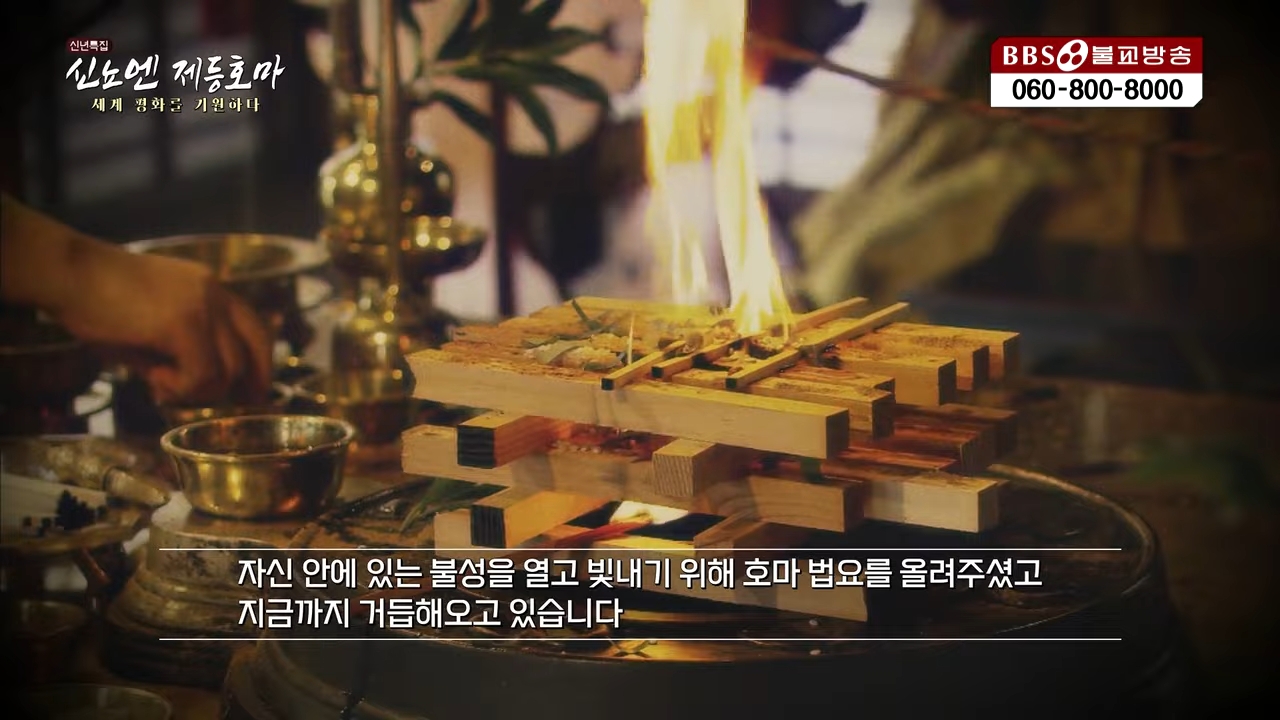 신년특집
신뇨엔 제등호마
세계 평화를 기원하다
BBS 불교방송
060-800-8000
자신 안에 있는 불성을 열고 빛내기 위해 호마 법요를 올려주셨고
지금까지 거듭해오고 있습니다